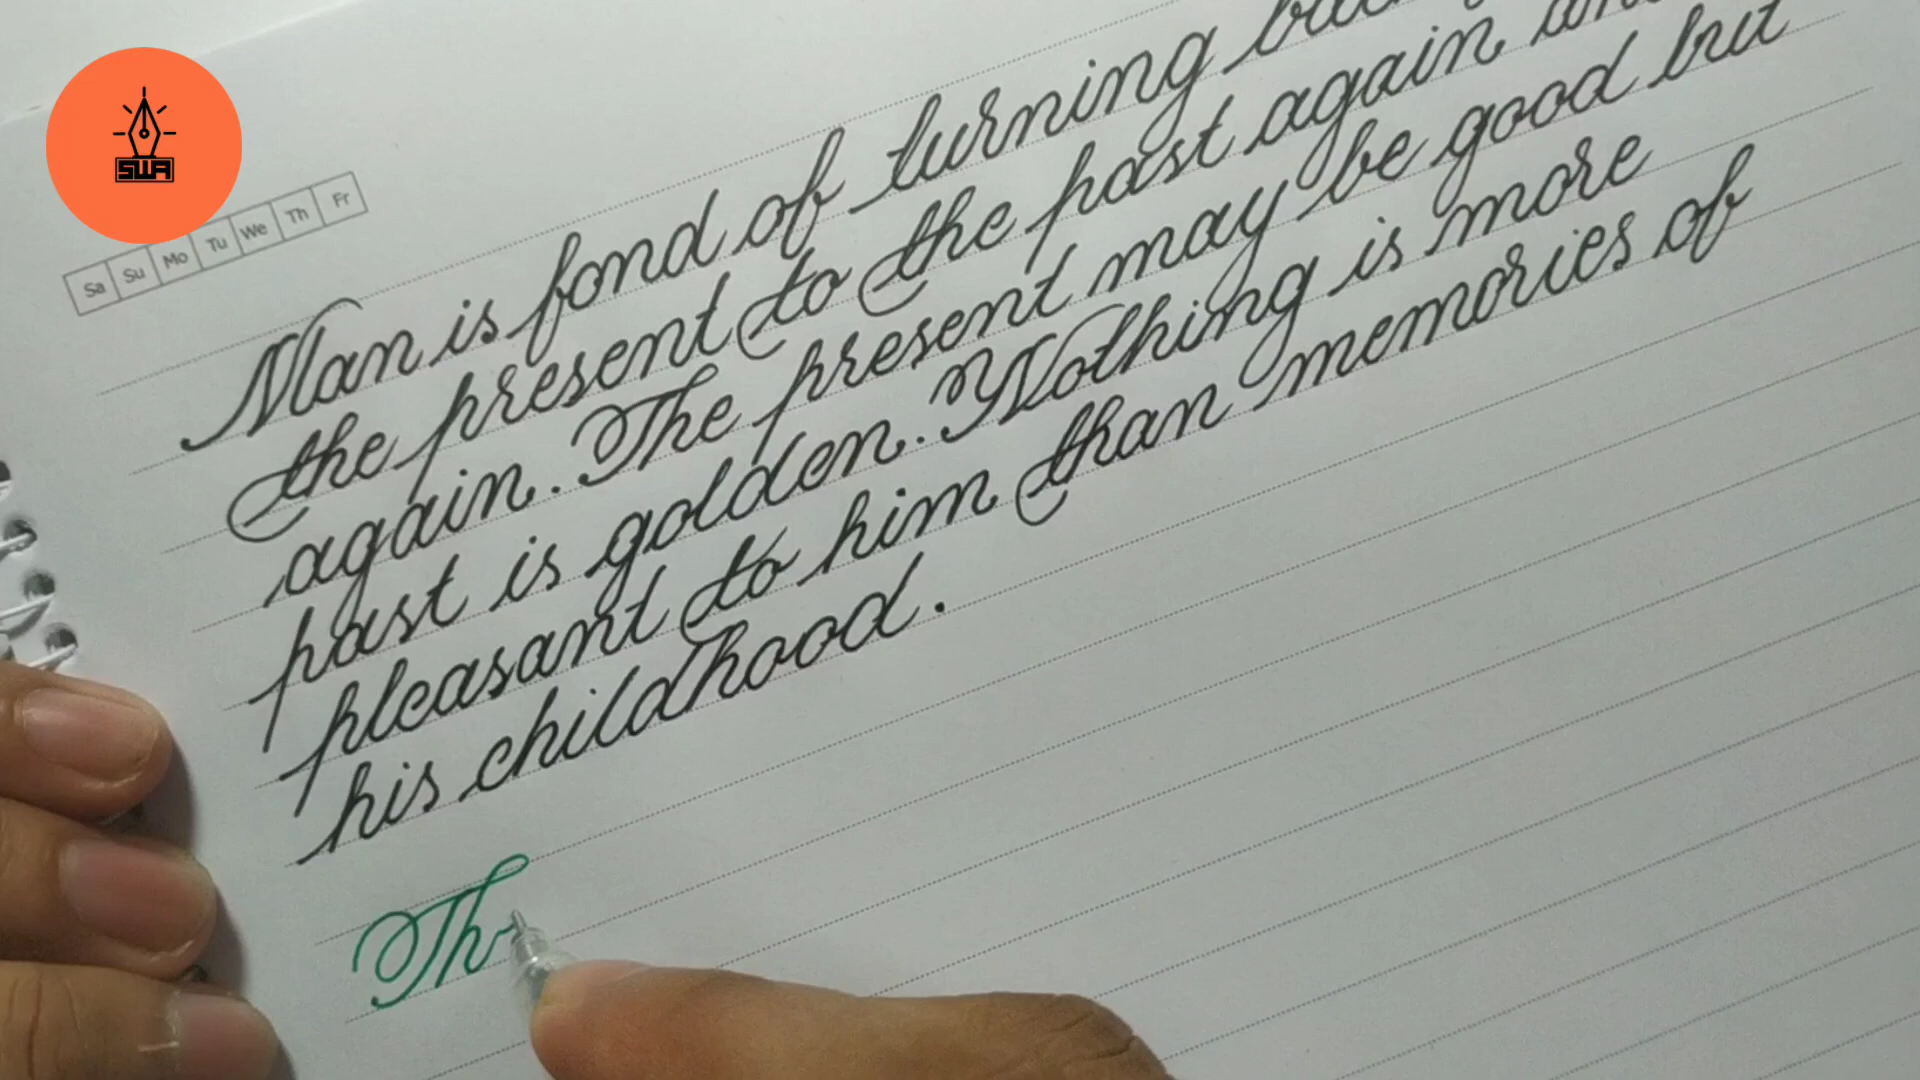 SWA
Sa Su Mo Tu We Th Fr
Man is fond of turning
the present to the past again
again. The present may be good but
past is golden. Nothing is more
pleasant to him than memories of
his childhood.
Th